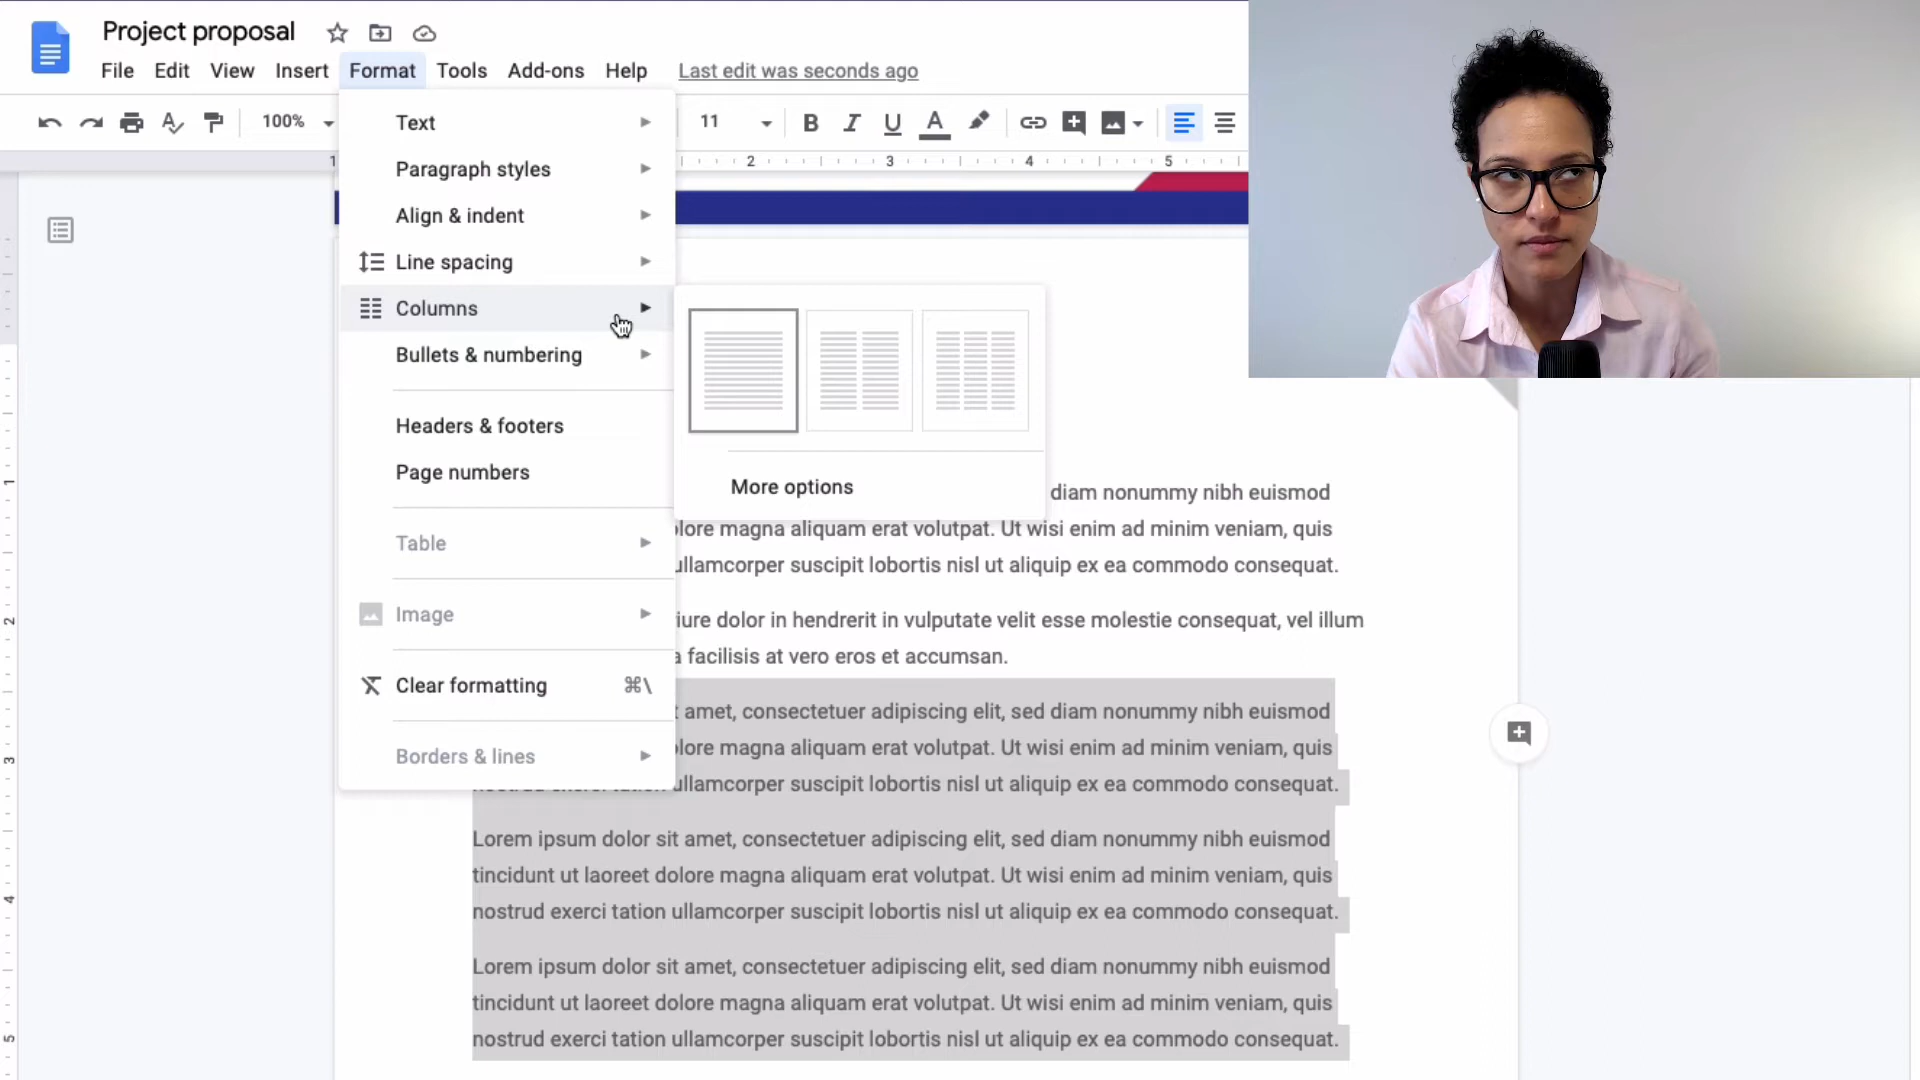 Project proposal
File Edit View Insert Format Tools Add-ons Help Last edit was seconds ago
100% 11
1 2 3 4 5
Text
Paragraph styles
Align & indent
Line spacing
Columns
Bullets & numbering
Headers & footers
Page numbers
Table
Image
Clear formatting ⌘\
Borders & lines
More options
diam nonummy nibh euismod
magna aliquam erat volutpat. Ut wisi enim ad minim veniam, quis
ullamcorper suscipit lobortis nisl ut aliquip ex ea commodo consequat.
iure dolor in hendrerit in vulputate velit esse molestie consequat, vel illum
facilisis at vero eros et accumsan.
amet, consectetuer adipiscing elit, sed diam nonummy nibh euismod
magna aliquam erat volutpat. Ut wisi enim ad minim veniam, quis
ullamcorper suscipit lobortis nisl ut aliquip ex ea commodo consequat.
Lorem ipsum dolor sit amet, consectetuer adipiscing elit, sed diam nonummy nibh euismod
tincidunt ut laoreet dolore magna aliquam erat volutpat. Ut wisi enim ad minim veniam, quis
nostrud exerci tation ullamcorper suscipit lobortis nisl ut aliquip ex ea commodo consequat.
Lorem ipsum dolor sit amet, consectetuer adipiscing elit, sed diam nonummy nibh euismod
tincidunt ut laoreet dolore magna aliquam erat volutpat. Ut wisi enim ad minim veniam, quis
nostrud exerci tation ullamcorper suscipit lobortis nisl ut aliquip ex ea commodo consequat.
1
2
3
4
5